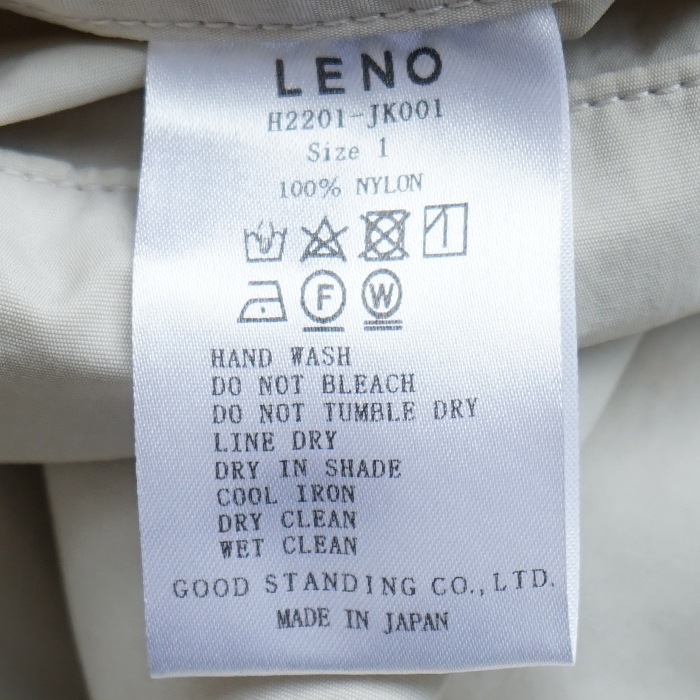 LENO
H2201-JK001
Size 1
100% NYLON
F W
HAND WASH
DO NOT BLEACH
DO NOT TUMBLE DRY
LINE DRY
DRY IN SHADE
COOL IRON
DRY CLEAN
WET CLEAN
GOOD STANDING CO.,LTD.
MADE IN JAPAN